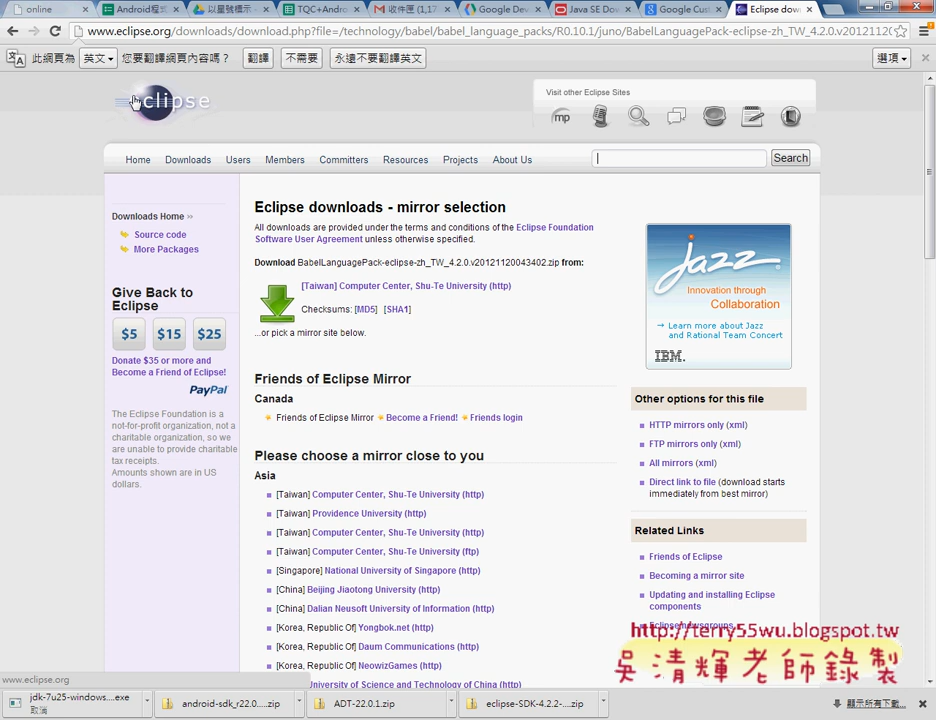 online
Android程式
以星號標示
TQC+Andro
收件匣 (1,17
Google Dev
Java SE Dow
Google Cust
Eclipse dow
www.eclipse.org/downloads/download.php?file=/technology/babel/babel_language_packs/R0.10.1/juno/BabelLanguagePack-eclipse-zh_TW_4.2.0.v20121120
此網頁為 英文 您要翻譯網頁內容嗎？ 翻譯 不需要 永遠不要翻譯英文 選項
eclipse
Visit other Eclipse Sites
mp
Home Downloads Users Members Committers Resources Projects About Us Search
Downloads Home »
Source code
More Packages
Give Back to
Eclipse
$5 $15 $25
Donate $35 or more and
Become a Friend of Eclipse!
PayPal
The Eclipse Foundation is a
not-for-profit organization, not a
charitable organization, so we
are unable to provide charitable
tax receipts.
Amounts shown are in US
dollars.
Eclipse downloads - mirror selection
All downloads are provided under the terms and conditions of the Eclipse Foundation
Software User Agreement unless otherwise specified.
Download BabelLanguagePack-eclipse-zh_TW_4.2.0.v20121120043402.zip from:
[Taiwan] Computer Center, Shu-Te University (http)
Checksums: [MD5] [SHA1]
...or pick a mirror site below.
Friends of Eclipse Mirror
Canada
Friends of Eclipse Mirror Become a Friend! Friends login
Please choose a mirror close to you
Asia
[Taiwan] Computer Center, Shu-Te University (http)
[Taiwan] Providence University (http)
[Taiwan] Computer Center, Shu-Te University (http)
[Taiwan] Computer Center, Shu-Te University (ftp)
[Singapore] National University of Singapore (http)
[China] Beijing Jiaotong University (http)
[China] Dalian Neusoft University of Information (http)
[Korea, Republic Of] Yongbok.net (http)
[Korea, Republic Of] Daum Communications (http)
[Korea, Republic Of] NeowizGames (http)
University of Science and Technology of China (http)
Jazz
Innovation through
Collaboration
→ Learn more about Jazz
and Rational Team Concert
IBM.
Other options for this file
HTTP mirrors only (xml)
FTP mirrors only (xml)
All mirrors (xml)
Direct link to file (download starts
immediately from best mirror)
Related Links
Friends of Eclipse
Becoming a mirror site
Updating and installing Eclipse
components
Eclipse newsgroups
http://terry55wu.blogspot.tw
吳清輝老師錄製
www.eclipse.org
jdk-7u25-windows....exe
取消
android-sdk_r22.0....zip
ADT-22.0.1.zip
eclipse-SDK-4.2.2-....zip
顯示所有下載...